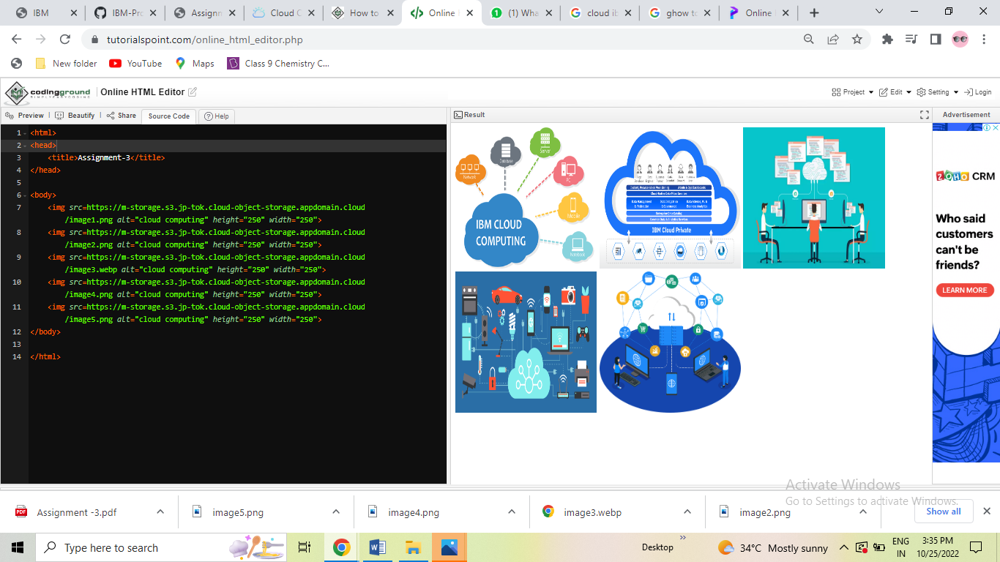 IBM
IBM-Pro
Assignm
Cloud C
How to
Online
(1) Wha
cloud ib
ghow to
Online
tutorialspoint.com/online_html_editor.php
New folder
YouTube
Maps
Class 9 Chemistry C...
codingground
Online HTML Editor
Project
Edit
Setting
Login
Preview
Beautify
Share
Source Code
Help
Result
Advertisement
1 <html>
2 <head>
3 <title>Assignment-3</title>
4 </head>
5
6 <body>
7 <img src=https://m-storage.s3.jp-tok.cloud-object-storage.appdomain.cloud
/image1.png alt="cloud computing" height="250" width="250">
8 <img src=https://m-storage.s3.jp-tok.cloud-object-storage.appdomain.cloud
/image2.png alt="cloud computing" height="250" width="250">
9 <img src=https://m-storage.s3.jp-tok.cloud-object-storage.appdomain.cloud
/image3.webp alt="cloud computing" height="250" width="250">
10 <img src=https://m-storage.s3.jp-tok.cloud-object-storage.appdomain.cloud
/image4.png alt="cloud computing" height="250" width="250">
11 <img src=https://m-storage.s3.jp-tok.cloud-object-storage.appdomain.cloud
/image5.png alt="cloud computing" height="250" width="250">
12 </body>
13
14 </html>
Network
Database
Server
PC
Mobile
Notebook
IBM CLOUD
COMPUTING
Cloud-Native Data Micro Services
Data Management
Essential Data & Analytics Services
IBM Cloud Private
ZOHO CRM
Who said
customers
can't be
friends?
LEARN MORE
Activate Windows
Go to Settings to activate Windows.
Assignment -3.pdf
image5.png
image4.png
image3.webp
image2.png
Show all
Type here to search
Desktop
34°C Mostly sunny
ENG
IN
3:35 PM
10/25/2022